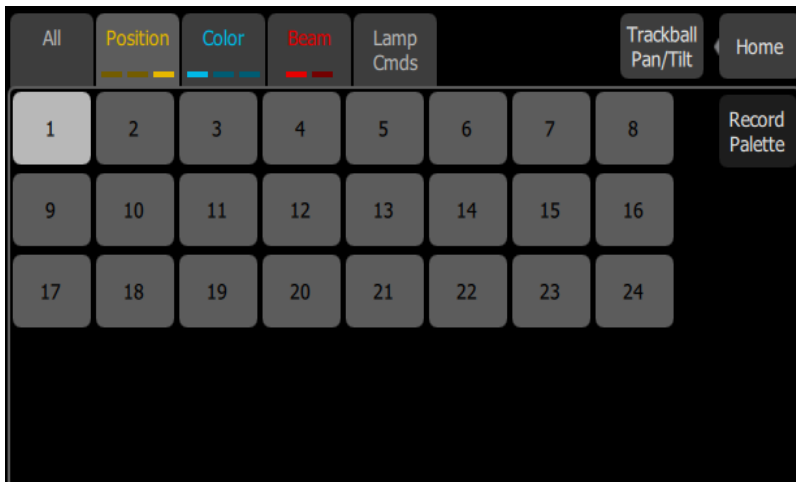 All
Position
Color
Beam
Lamp
Cmds
Trackball
Pan/Tilt
Home
1
2
3
4
5
6
7
8
Record
Palette
9
10
11
12
13
14
15
16
17
18
19
20
21
22
23
24